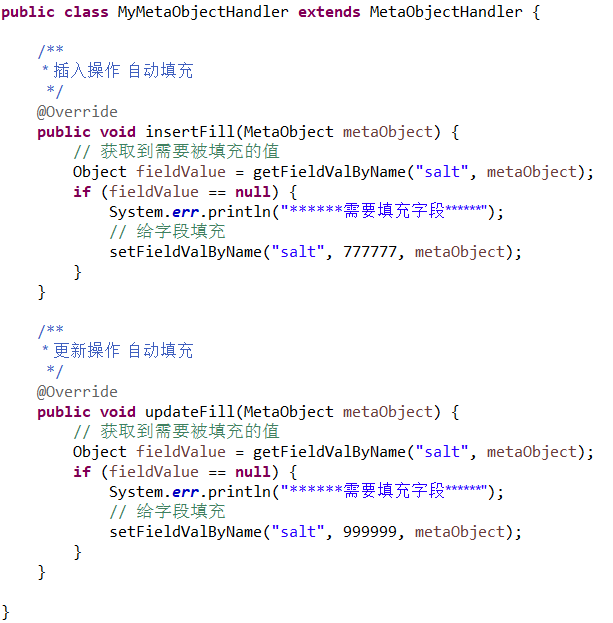 public class MyMetaObjectHandler extends MetaObjectHandler {
/**
* 插入操作 自动填充
*/
@Override
public void insertFill(MetaObject metaObject) {
// 获取到需要被填充的值
Object fieldValue = getFieldValByName("salt", metaObject);
if (fieldValue == null) {
System.err.println("******需要填充字段******");
// 给字段填充
setFieldValByName("salt", 777777, metaObject);
}
}
/**
* 更新操作 自动填充
*/
@Override
public void updateFill(MetaObject metaObject) {
// 获取到需要被填充的值
Object fieldValue = getFieldValByName("salt", metaObject);
if (fieldValue == null) {
System.err.println("******需要填充字段******");
// 给字段填充
setFieldValByName("salt", 999999, metaObject);
}
}
}